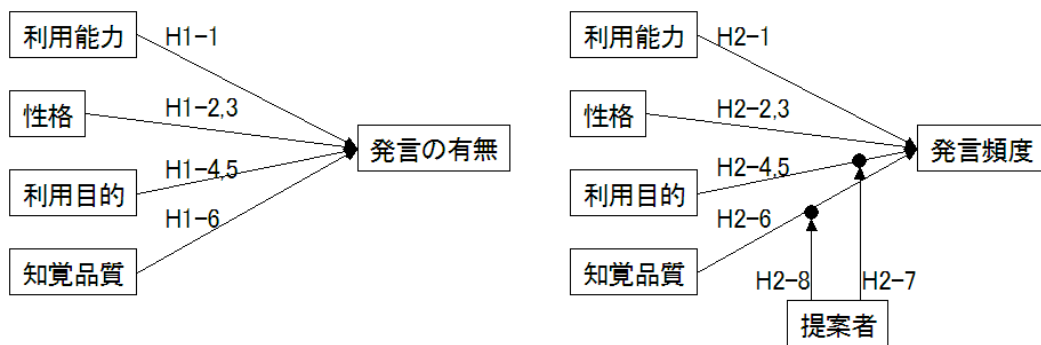 利用能力
H1-1
性格
H1-2,3
発言の有無
利用目的
H1-4,5
H1-6
知覚品質
利用能力
H2-1
性格
H2-2,3
発言頻度
利用目的
H2-4,5
H2-6
知覚品質
H2-8
H2-7
提案者